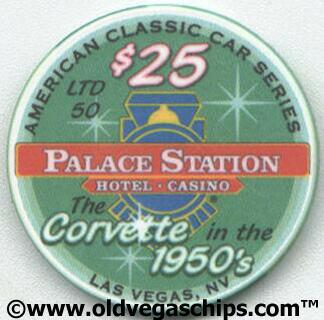 AMERICAN CLASSIC CAR SERIES
$25
LTD
50
PALACE STATION
HOTEL · CASINO
®
The
Corvette in the
1950's
LAS VEGAS, NV
©www.oldvegaschips.com™